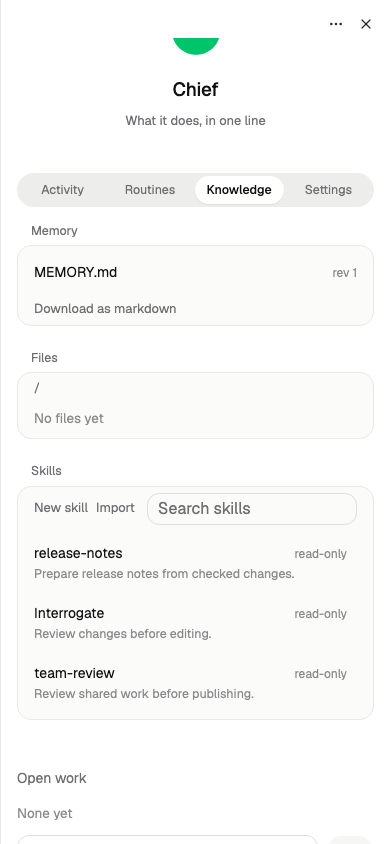 Chief
What it does, in one line
Activity Routines Knowledge Settings
Memory
MEMORY.md rev 1
Download as markdown
Files
/
No files yet
Skills
New skill Import Search skills
release-notes read-only
Prepare release notes from checked changes.
Interrogate read-only
Review changes before editing.
team-review read-only
Review shared work before publishing.
Open work
None yet